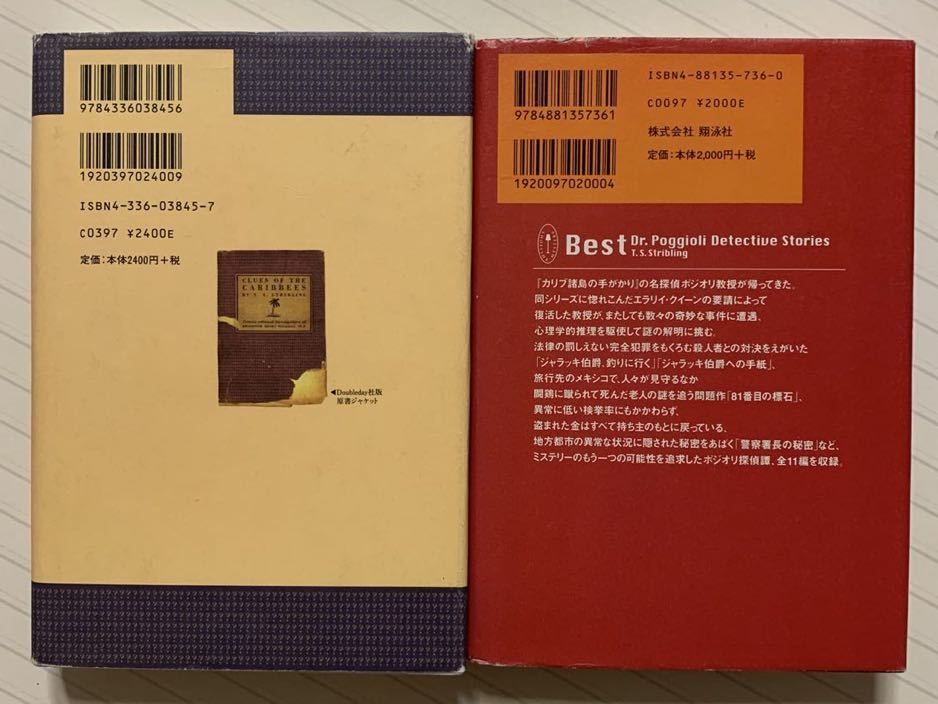 9784336038456
1920397024009
ISBN4-336-03845-7
C0397 ¥2400E
定価：本体2400円＋税
CLUES OF THE
CARIBBEES
BY T. S. STRIBLING
◀Doubleday社版
原書ジャケット
9784881357361
1920097020004
ISBN4-88135-736-0
C0097 ¥2000E
株式会社 翔泳社
定価：本体2,000円＋税
Best Dr. Poggioli Detective Stories
T.S.Stribling
『カリブ諸島の手がかり』の名探偵ポジオリ教授が帰ってきた。
同シリーズに惚れこんだエラリイ・クイーンの要請によって
復活した教授が、またしても数々の奇妙な事件に遭遇、
心理学的推理を駆使して謎の解明に挑む。
法律の罰しえない完全犯罪をもくろむ殺人者との対決をえがいた
「ジャラッキ伯爵、釣りに行く」「ジャラッキ伯爵への手紙」、
旅行先のメキシコで、人々が見守るなか
闘鶏に蹴られて死んだ老人の謎を追う問題作「81番目の標石」、
異常に低い検挙率にもかかわらず、
盗まれた金はすべて持ち主のもとに戻っている、
地方都市の異常な状況に隠された秘密をあばく「警察署長の秘密」など、
ミステリーのもう一つの可能性を追求したポジオリ探偵譚、全11編を収録。